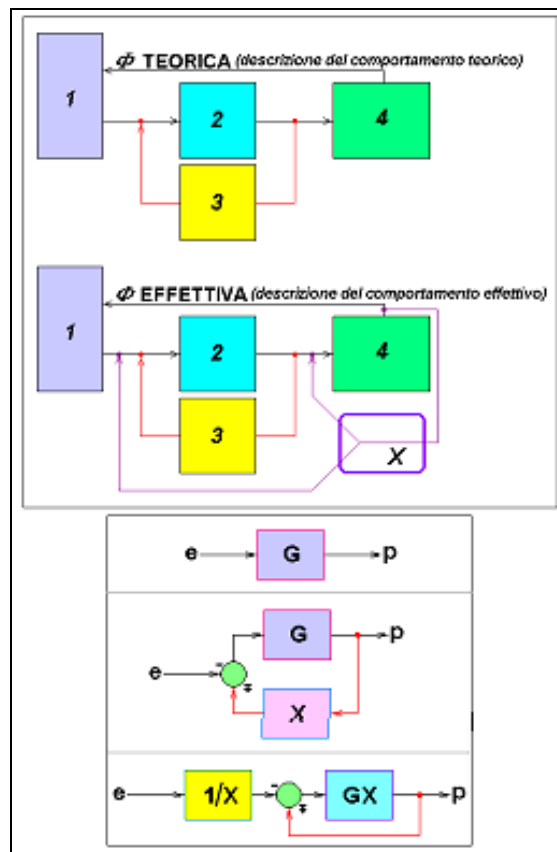 Φ TEORICA (descrizione del comportamento teorico)
1
2
4
3
Φ EFFETTIVA (descrizione del comportamento effettivo)
1
2
4
3
X
e G p
- G p
e
∓
X
e 1/X - GX p
∓